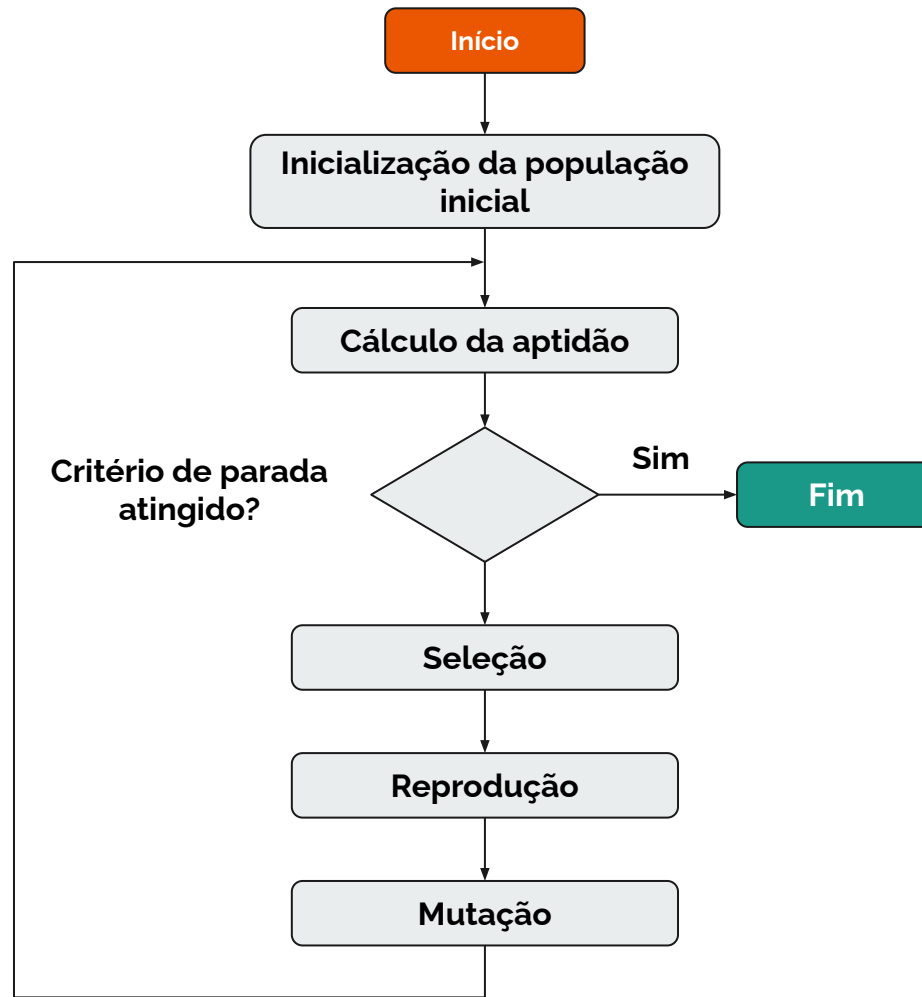 Início
Inicialização da população
inicial
Cálculo da aptidão
Critério de parada
atingido?
Sim
Fim
Seleção
Reprodução
Mutação